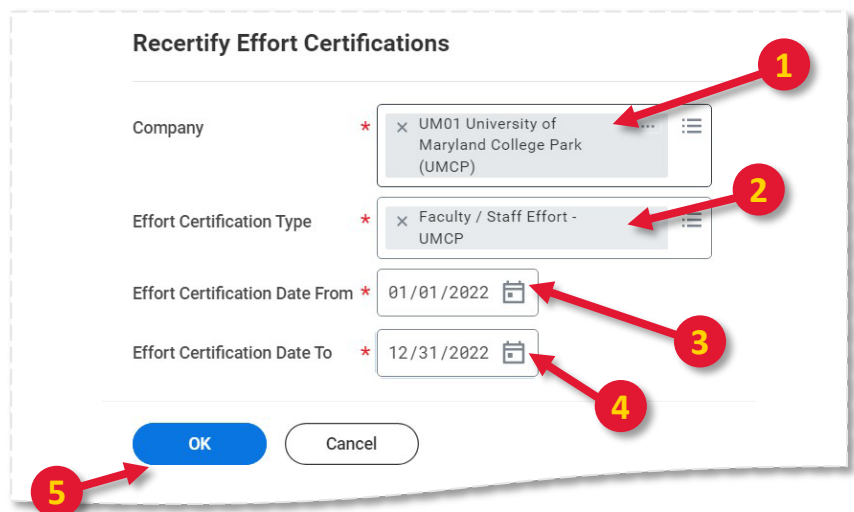 Recertify Effort Certifications
1
Company * × UM01 University of ...
Maryland College Park
(UMCP)
2
Effort Certification Type * × Faculty / Staff Effort -
UMCP
Effort Certification Date From * 01/01/2022
3
Effort Certification Date To * 12/31/2022
4
OK Cancel
5